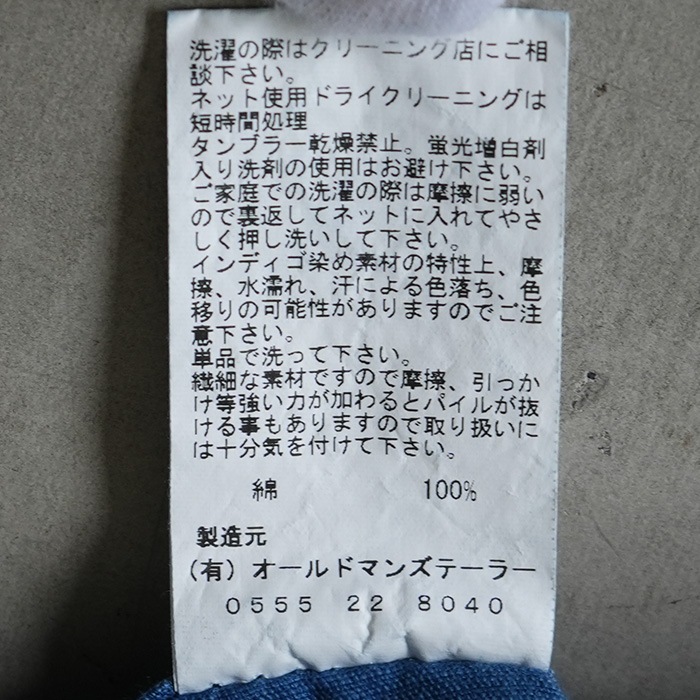 洗濯の際はクリーニング店にご相
談下さい。
ネット使用ドライクリーニングは
短時間処理
タンブラー乾燥禁止。蛍光増白剤
入り洗剤の使用はお避け下さい。
ご家庭での洗濯の際は摩擦に弱い
ので裏返してネットに入れてやさ
しく押し洗いして下さい。
インディゴ染め素材の特性上、摩
擦、水濡れ、汗による色落ち、色
移りの可能性がありますのでご注
意下さい。
単品で洗って下さい。
繊細な素材ですので摩擦、引っか
け等強い力が加わるとパイルが抜
ける事もありますので取り扱いに
は十分気を付けて下さい。
綿 100%
製造元
(有) オールドマンズテーラー
0555 22 8040